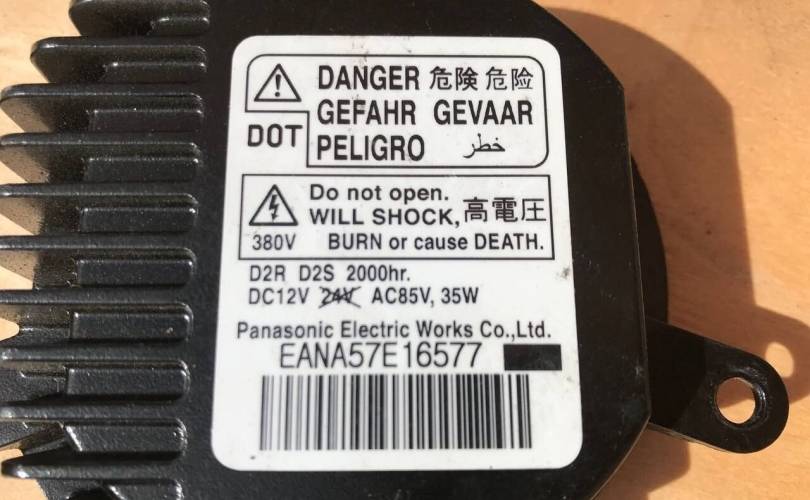 DANGER 危険 危险
GEFAHR GEVAAR
DOT PELIGRO خطر
Do not open.
WILL SHOCK, 高電圧
380V BURN or cause DEATH.
D2R D2S 2000hr.
DC12V 24V AC85V, 35W
Panasonic Electric Works Co.,Ltd.
EANA57E16577